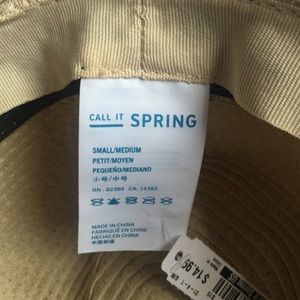 CALL IT SPRING
SMALL/MEDIUM
PETIT/MOYEN
PEQUEÑO/MEDIANO
小号/中号
RN: 82364 CA: 14383
MADE IN CHINA
FABRIQUÉ EN CHINE
HECHO EN CHINA
中国制造
$14.99